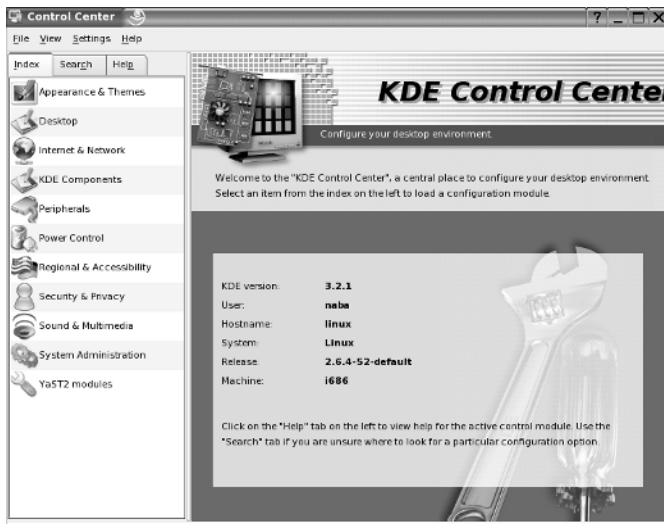 Control Center
File View Settings Help
Index Search Help
Appearance & Themes
Desktop
Internet & Network
KDE Components
Peripherals
Power Control
Regional & Accessibility
Security & Privacy
Sound & Multimedia
System Administration
YaST2 modules
KDE Control Cente
Configure your desktop environment.
Welcome to the "KDE Control Center", a central place to configure your desktop environment.
Select an item from the index on the left to load a configuration module.
KDE version: 3.2.1
User: naba
Hostname: linux
System: Linux
Release: 2.6.4-52-default
Machine: i686
Click on the "Help" tab on the left to view help for the active control module. Use the
"Search" tab if you are unsure where to look for a particular configuration option.